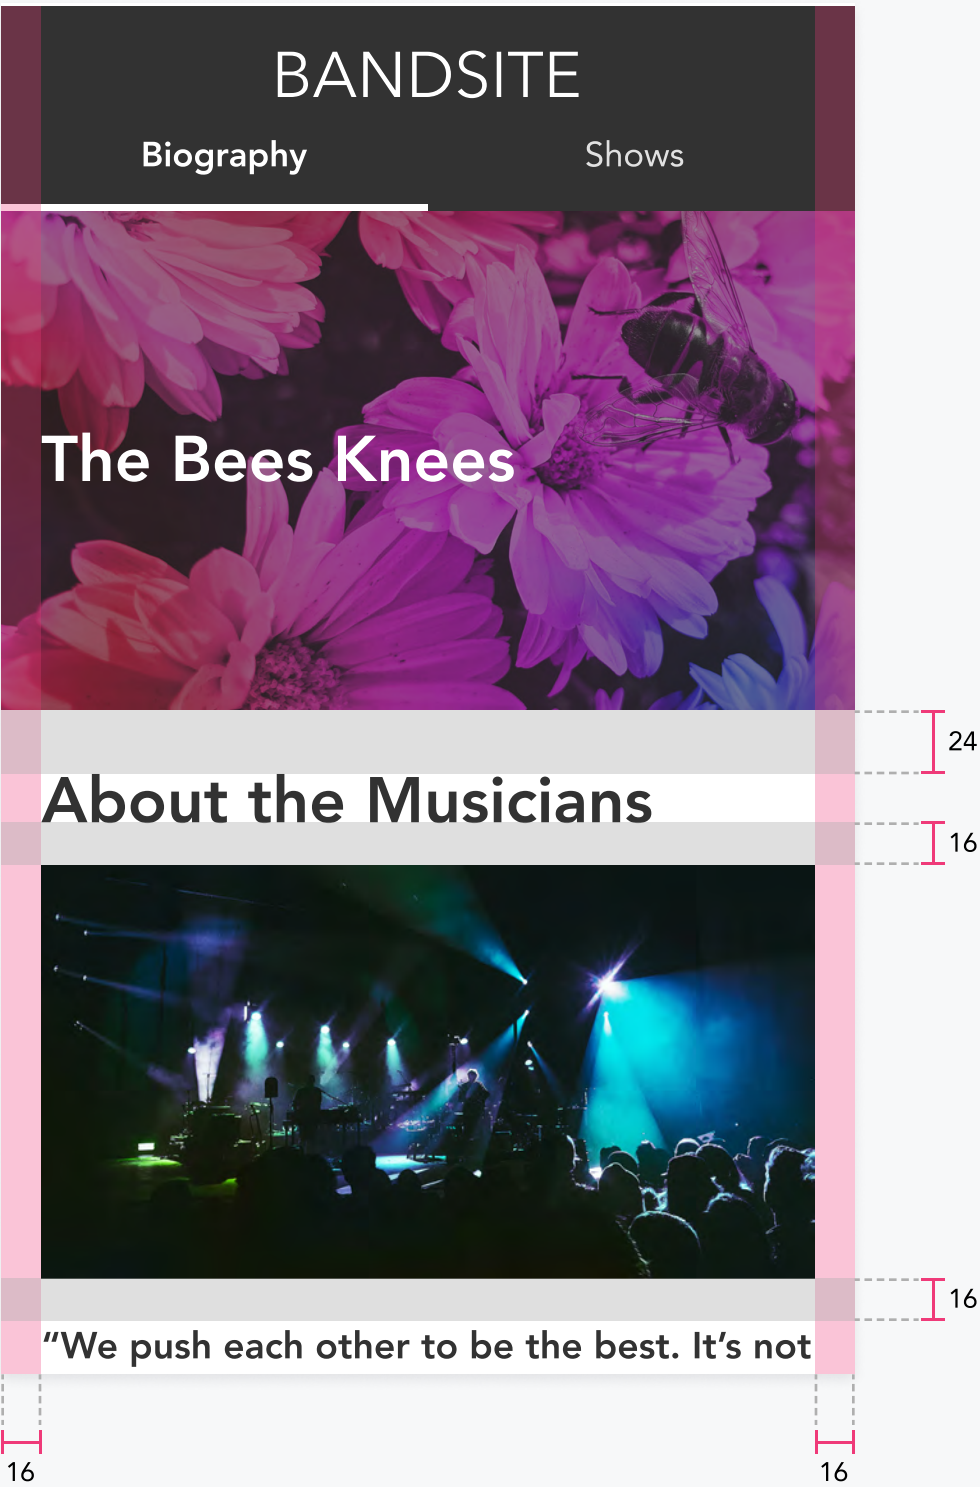 BANDSITE
Biography Shows
The Bees Knees
24
About the Musicians
16
16
“We push each other to be the best. It’s not
16 16